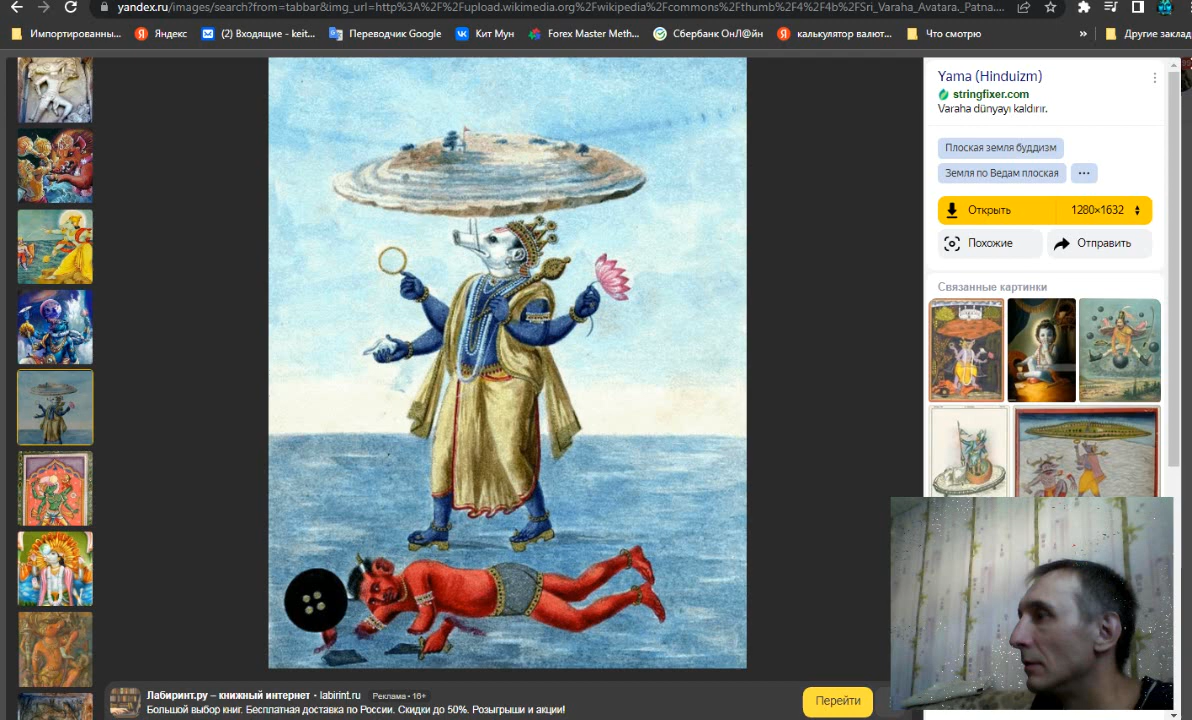 yandex.ru/images/search?from=tabbar&img_url=http%3A%2F%2Fupload.wikimedia.org%2Fwikipedia%2Fcommons%2Fthumb%2F4%2F4b%2FSri_Varaha_Avatara._Patna....
Импортированны...
Яндекс
(2) Входящие - keit...
Переводчик Google
Кит Мун
Forex Master Meth...
Сбербанк ОнЛ@йн
калькулятор валют...
Что смотрю
»
Другие заклад
Yama (Hinduizm)
stringfixer.com
Varaha dünyayı kaldırır.
Плоская земля буддизм
Земля по Ведам плоская
...
Открыть
1280×1632
Похожие
Отправить
Связанные картинки
Лабиринт.ру – книжный интернет - labirint.ru
Реклама • 16+
Большой выбор книг. Бесплатная доставка по России. Скидки до 50%. Розыгрыши и акции!
Перейти